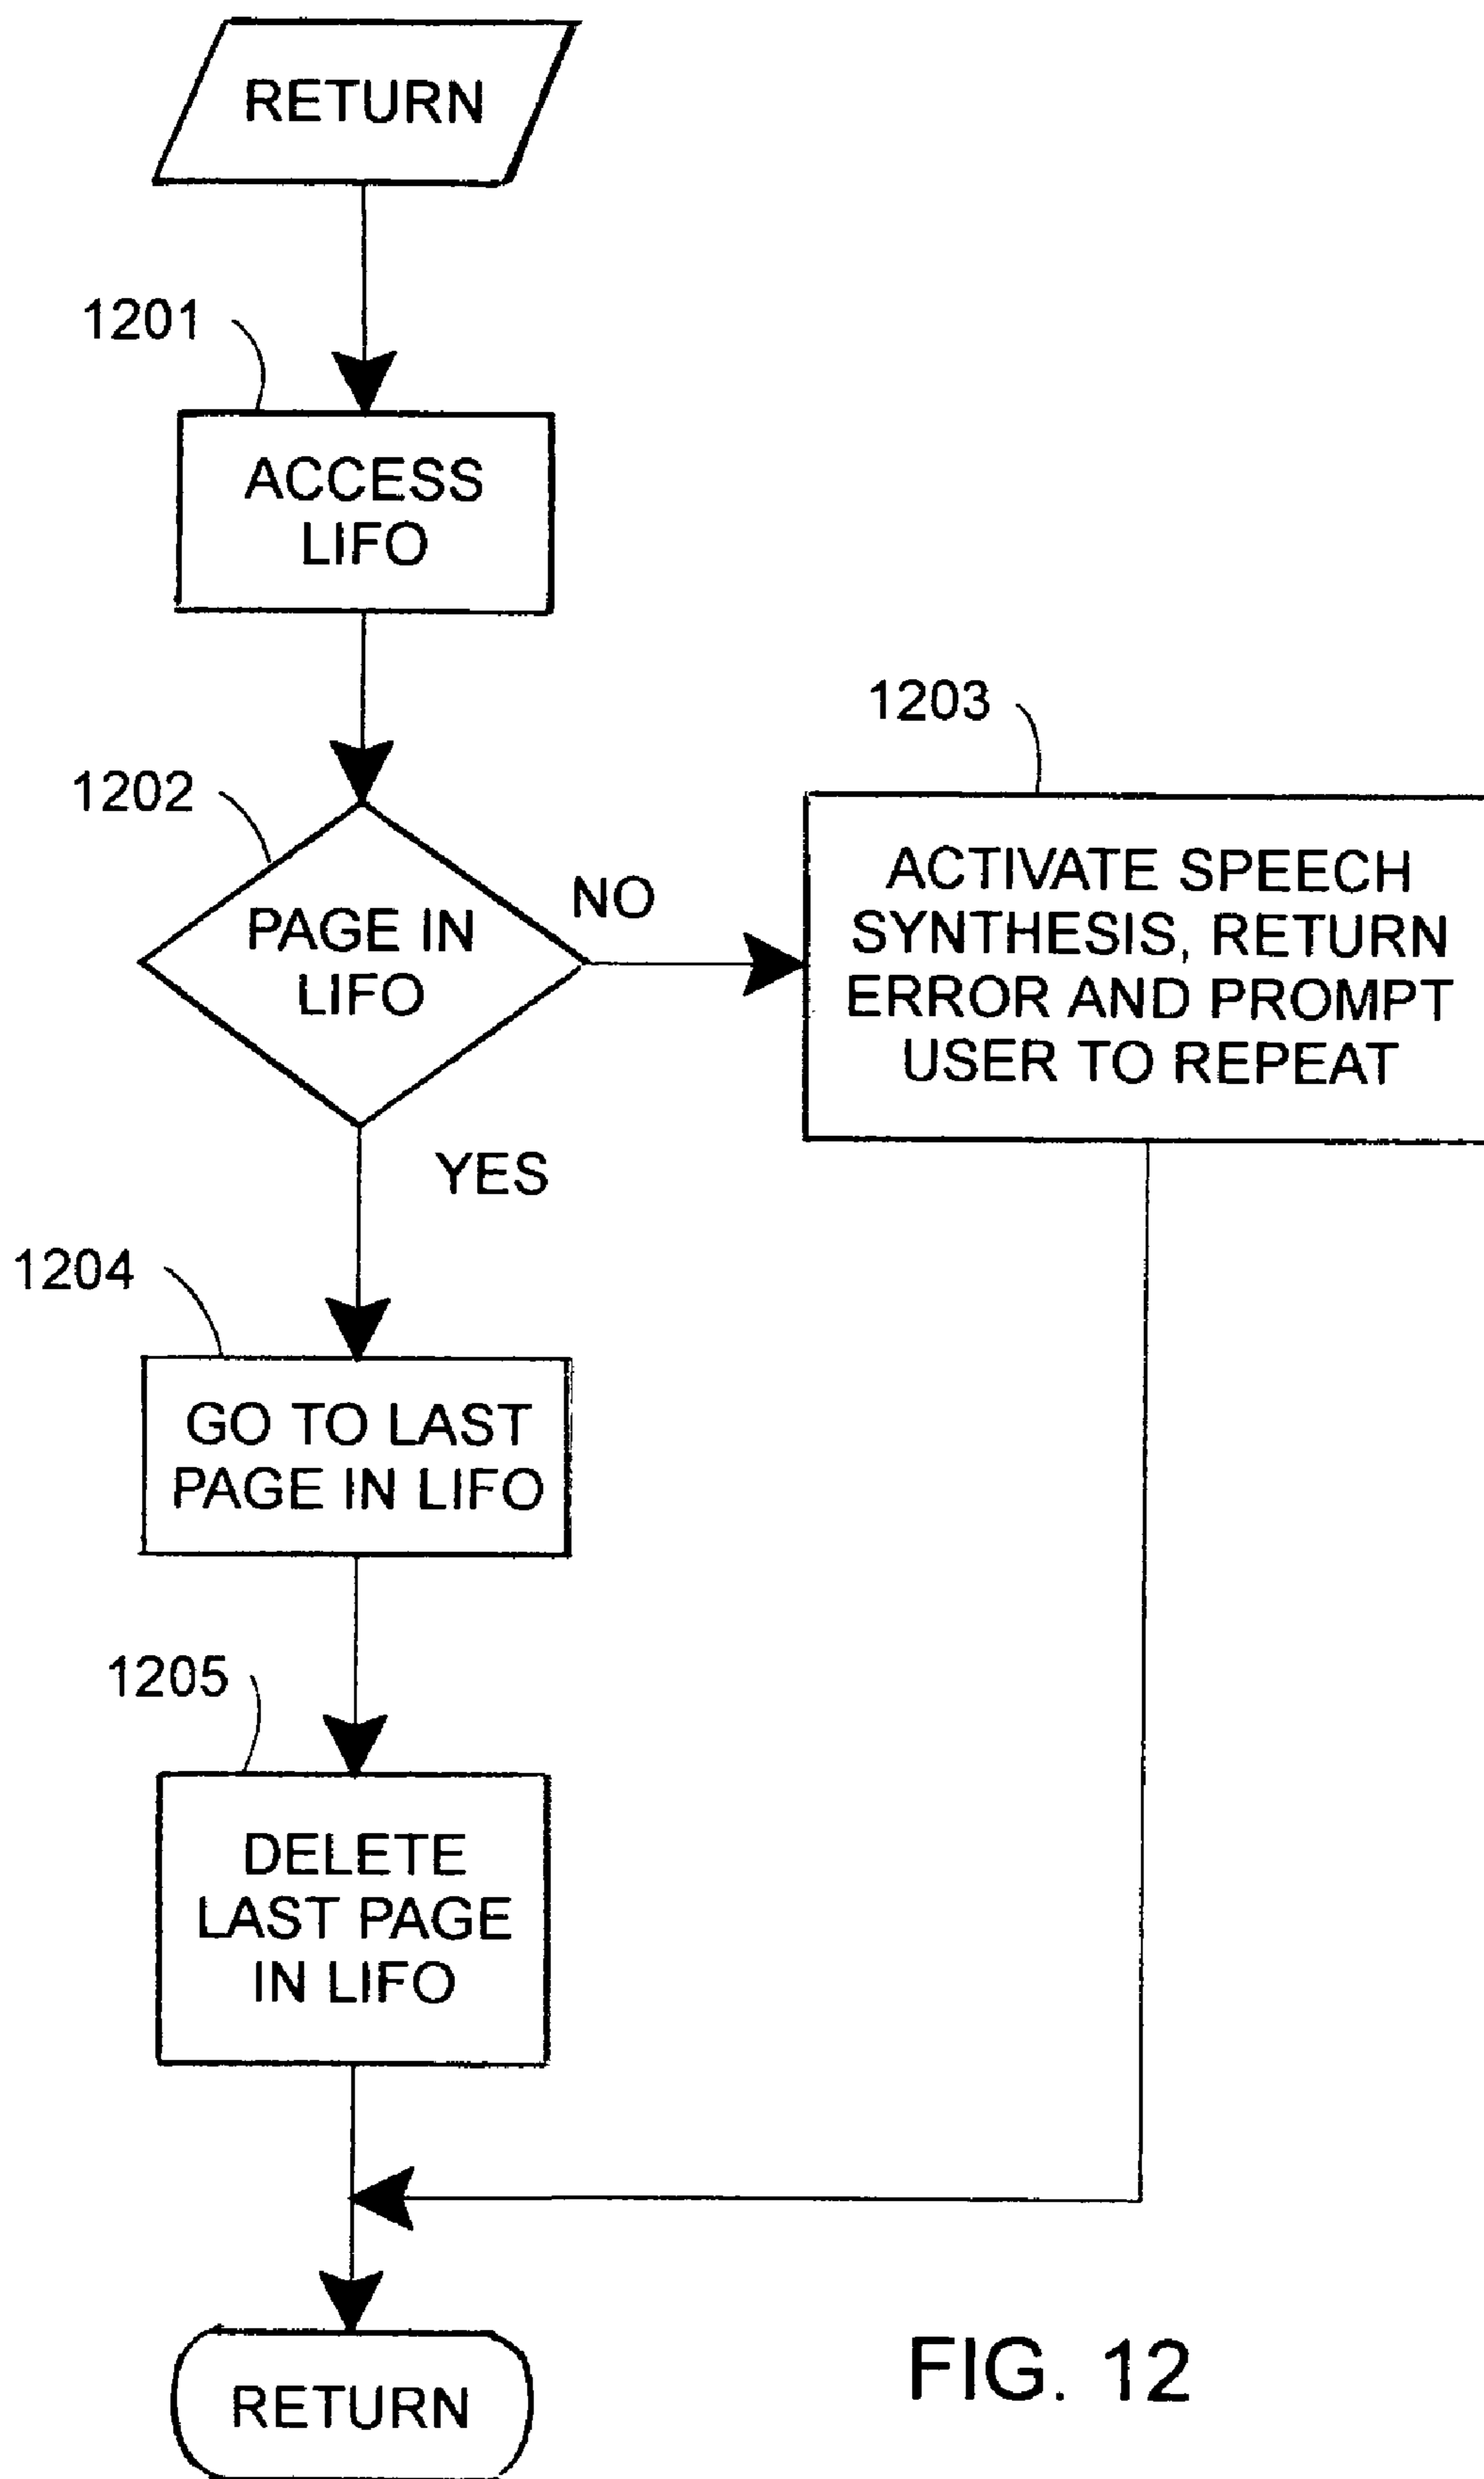 RETURN
1201
ACCESS
LIFO
1202
PAGE IN
LIFO
NO
1203
ACTIVATE SPEECH
SYNTHESIS, RETURN
ERROR AND PROMPT
USER TO REPEAT
YES
1204
GO TO LAST
PAGE IN LIFO
1205
DELETE
LAST PAGE
IN LIFO
RETURN
FIG. 12